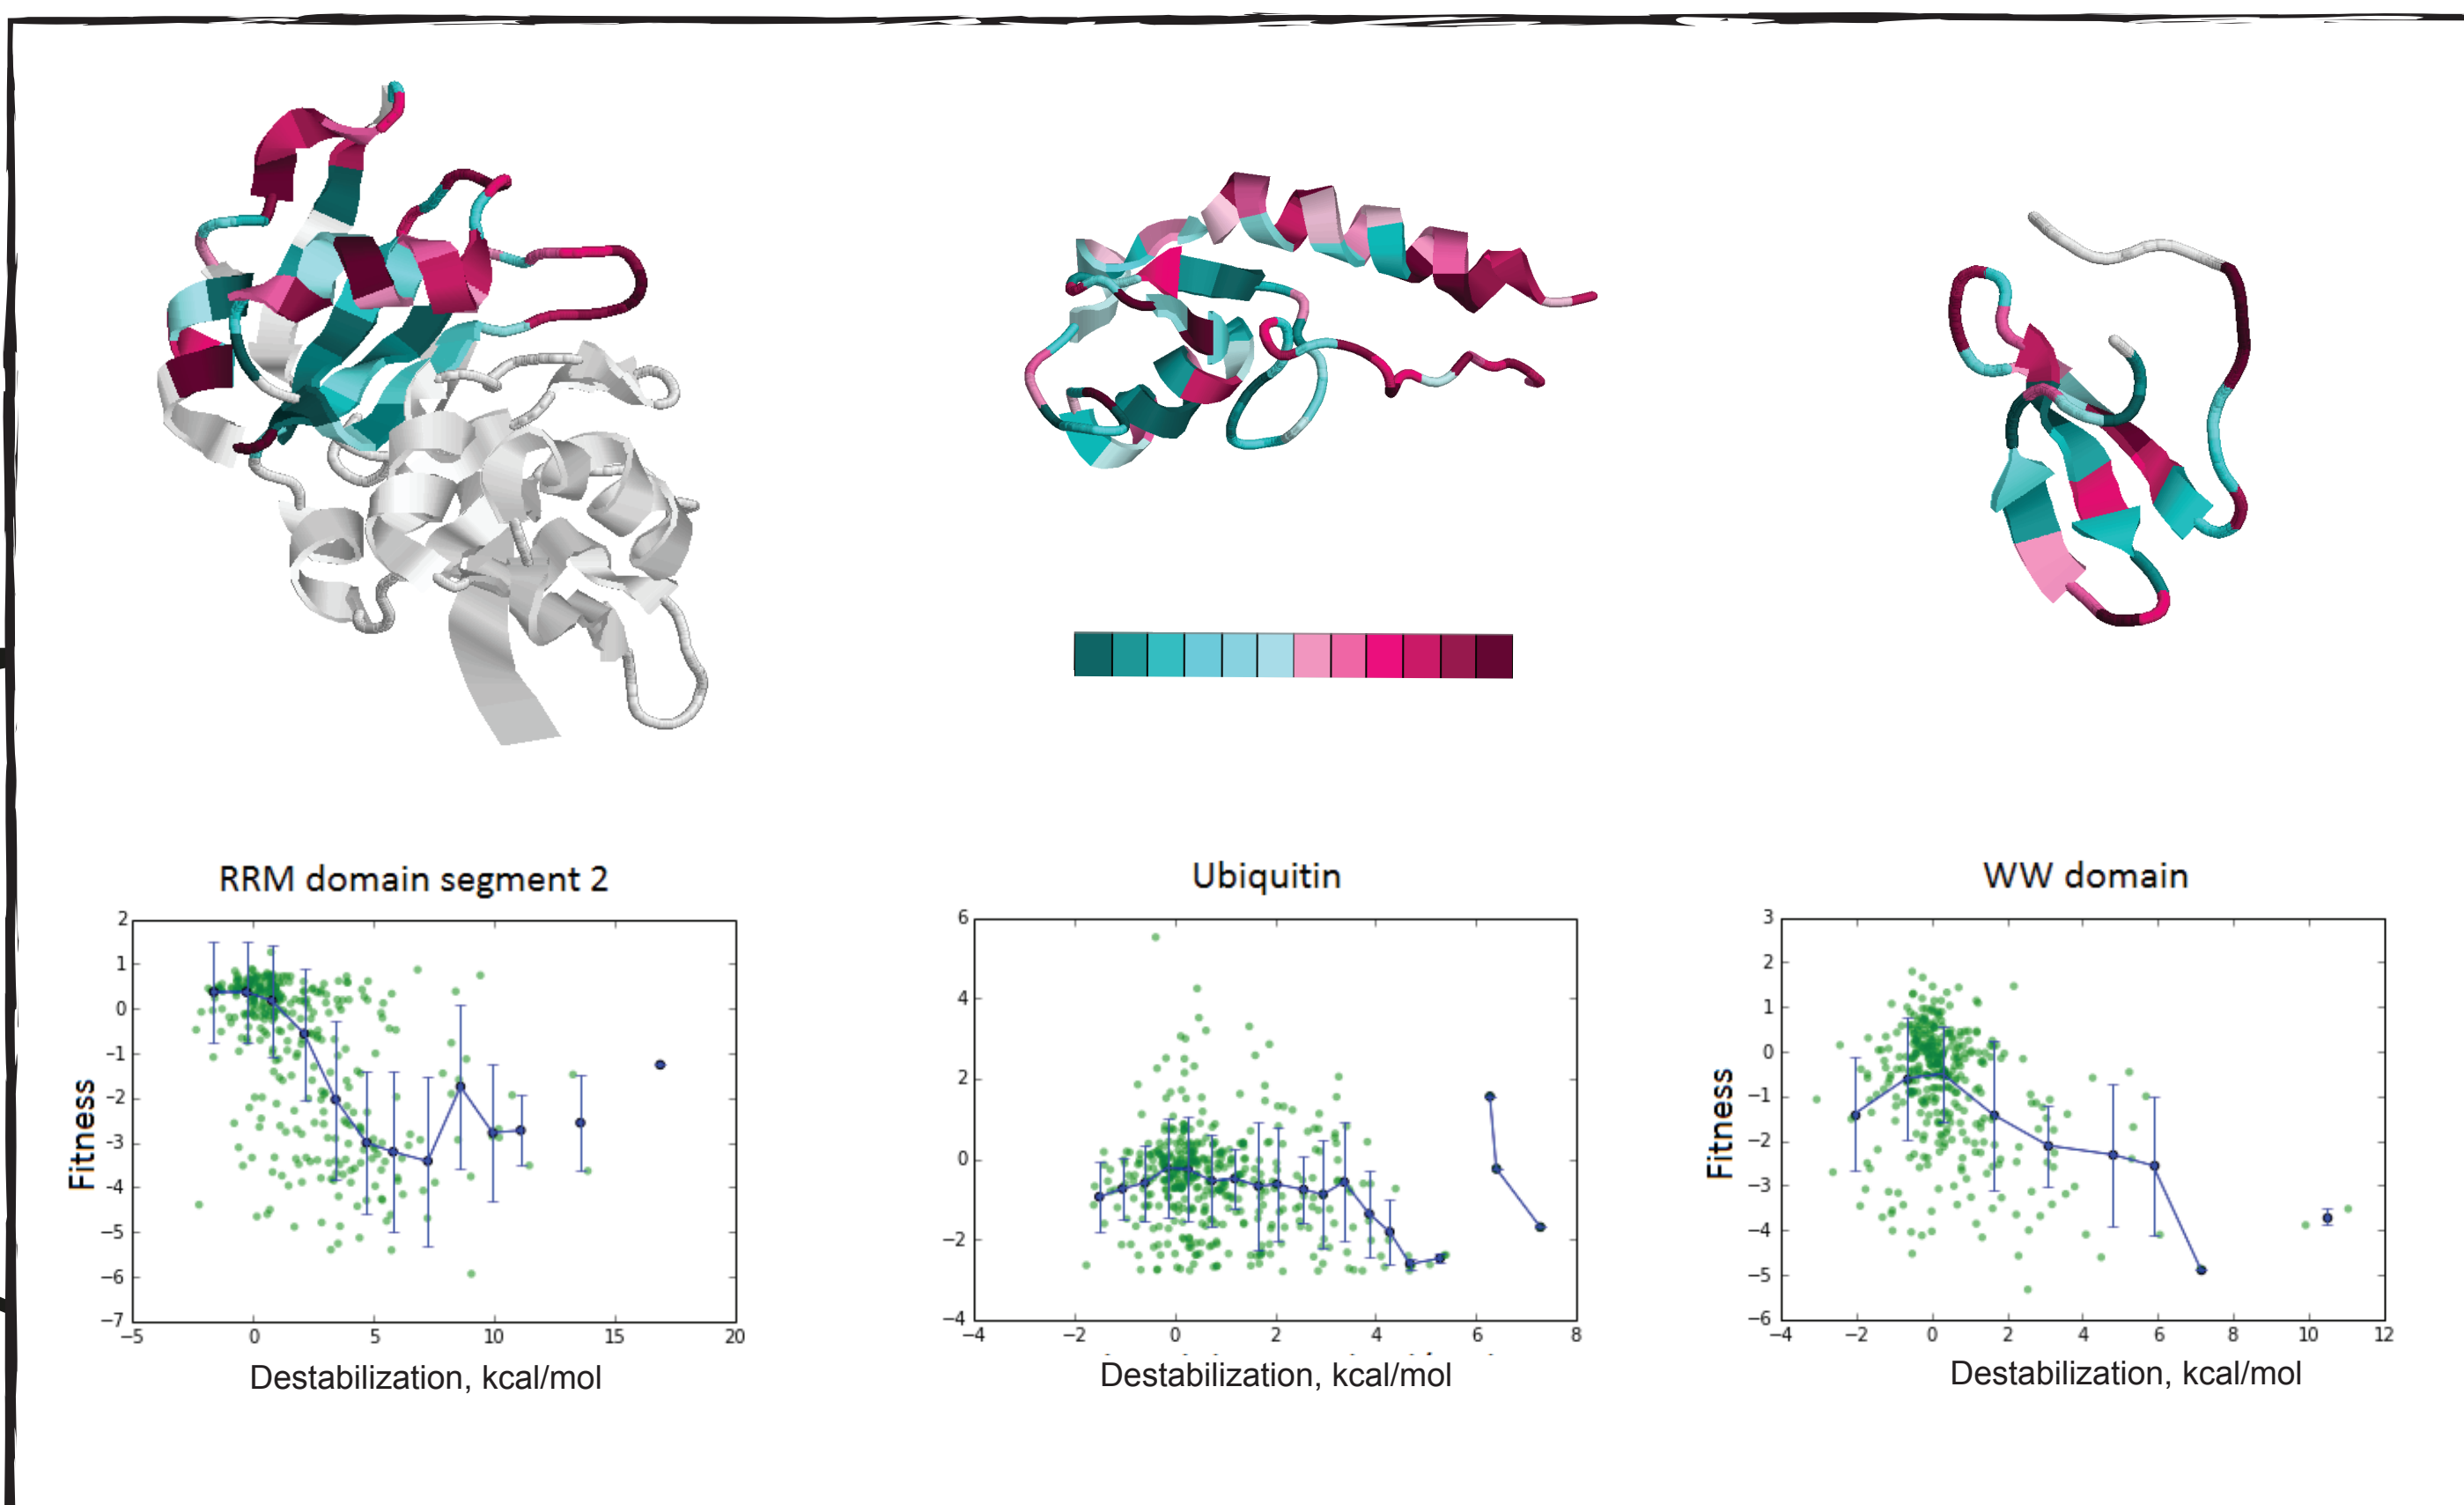 RRM domain segment 2
Ubiquitin
WW domain
2
1
0
−1
−2
−3
−4
−5
−6
−7
Fitness
−5 0 5 10 15 20
Destabilization, kcal/mol
6
4
2
0
−2
−4
−4 −2 0 2 4 6 8
Destabilization, kcal/mol
3
2
1
0
−1
−2
−3
−4
−5
−6
Fitness
−4 −2 0 2 4 6 8 10 12
Destabilization, kcal/mol